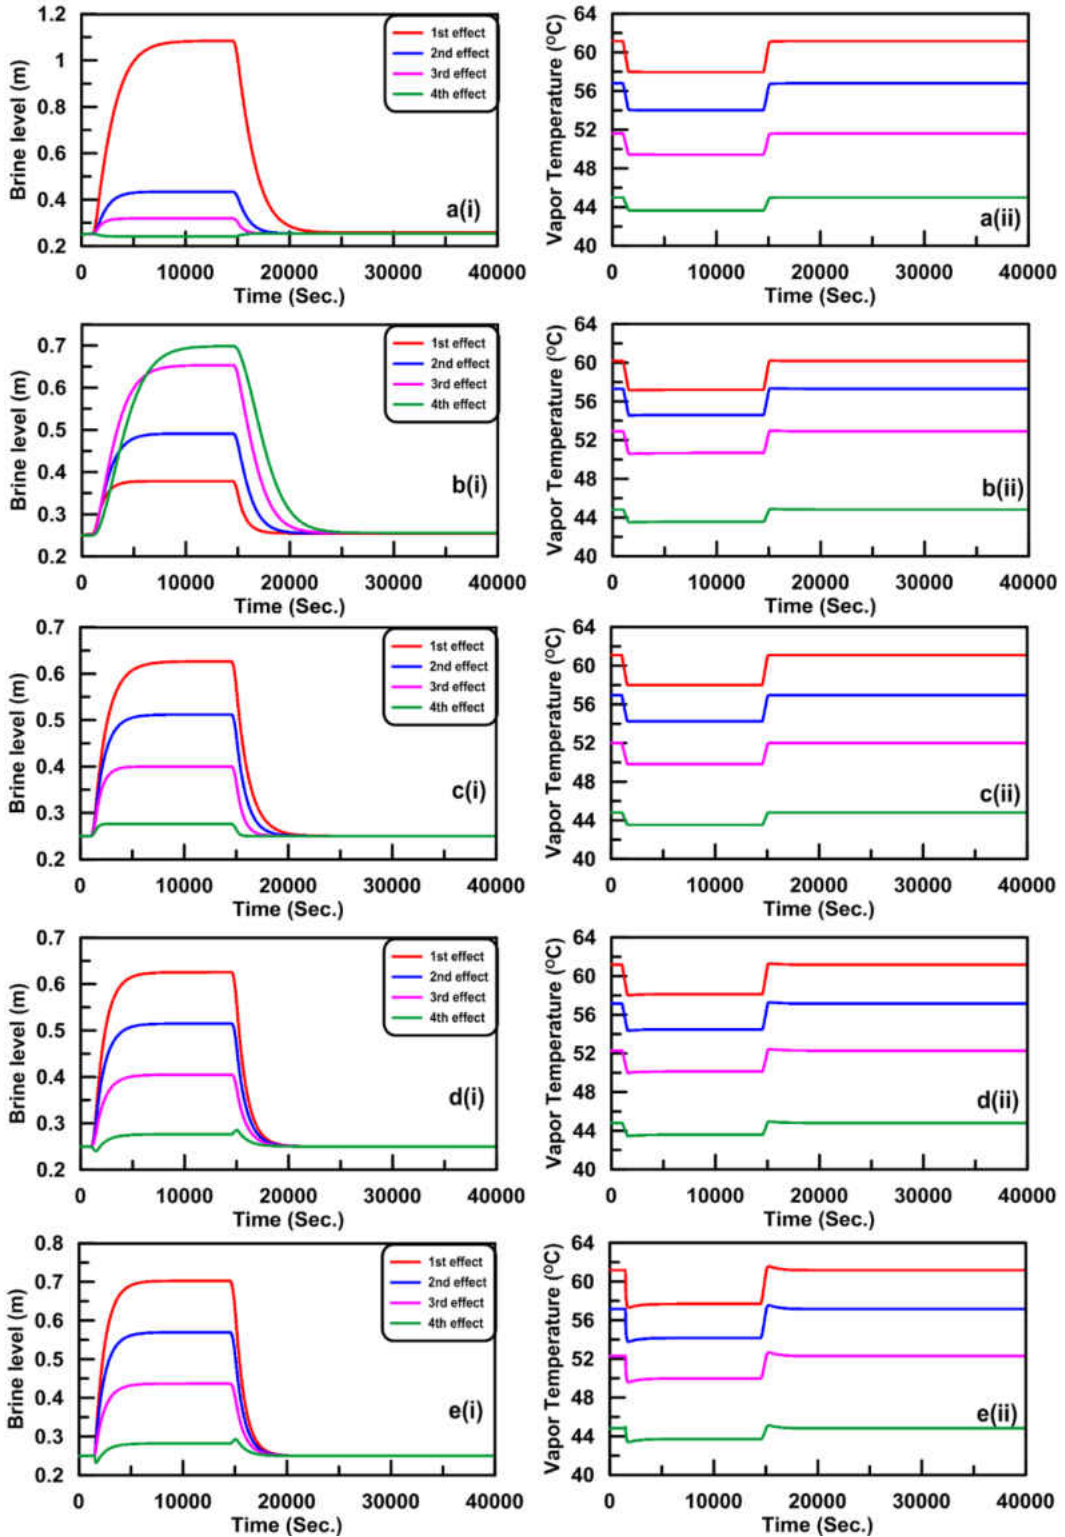 1.2
1
0.8
0.6
0.4
0.2
Brine level (m)
1st effect
2nd effect
3rd effect
4th effect
a(i)
0 10000 20000 30000 40000
Time (Sec.)
64
60
56
52
48
44
40
Vapor Temperature (ºC)
a(ii)
0 10000 20000 30000 40000
Time (Sec.)
0.7
0.6
0.5
0.4
0.3
0.2
Brine level (m)
1st effect
2nd effect
3rd effect
4th effect
b(i)
0 10000 20000 30000 40000
Time (Sec.)
64
60
56
52
48
44
40
Vapor Temperature (ºC)
b(ii)
0 10000 20000 30000 40000
Time (Sec.)
0.7
0.6
0.5
0.4
0.3
0.2
Brine level (m)
1st effect
2nd effect
3rd effect
4th effect
c(i)
0 10000 20000 30000 40000
Time (Sec.)
64
60
56
52
48
44
40
Vapor Temperature (ºC)
c(ii)
0 10000 20000 30000 40000
Time (Sec.)
0.7
0.6
0.5
0.4
0.3
0.2
Brine level (m)
1st effect
2nd effect
3rd effect
4th effect
d(i)
0 10000 20000 30000 40000
Time (Sec.)
64
60
56
52
48
44
40
Vapor Temperature (ºC)
d(ii)
0 10000 20000 30000 40000
Time (Sec.)
0.8
0.7
0.6
0.5
0.4
0.3
0.2
Brine level (m)
1st effect
2nd effect
3rd effect
4th effect
e(i)
0 10000 20000 30000 40000
Time (Sec.)
64
60
56
52
48
44
40
Vapor Temperature (ºC)
e(ii)
0 10000 20000 30000 40000
Time (Sec.)